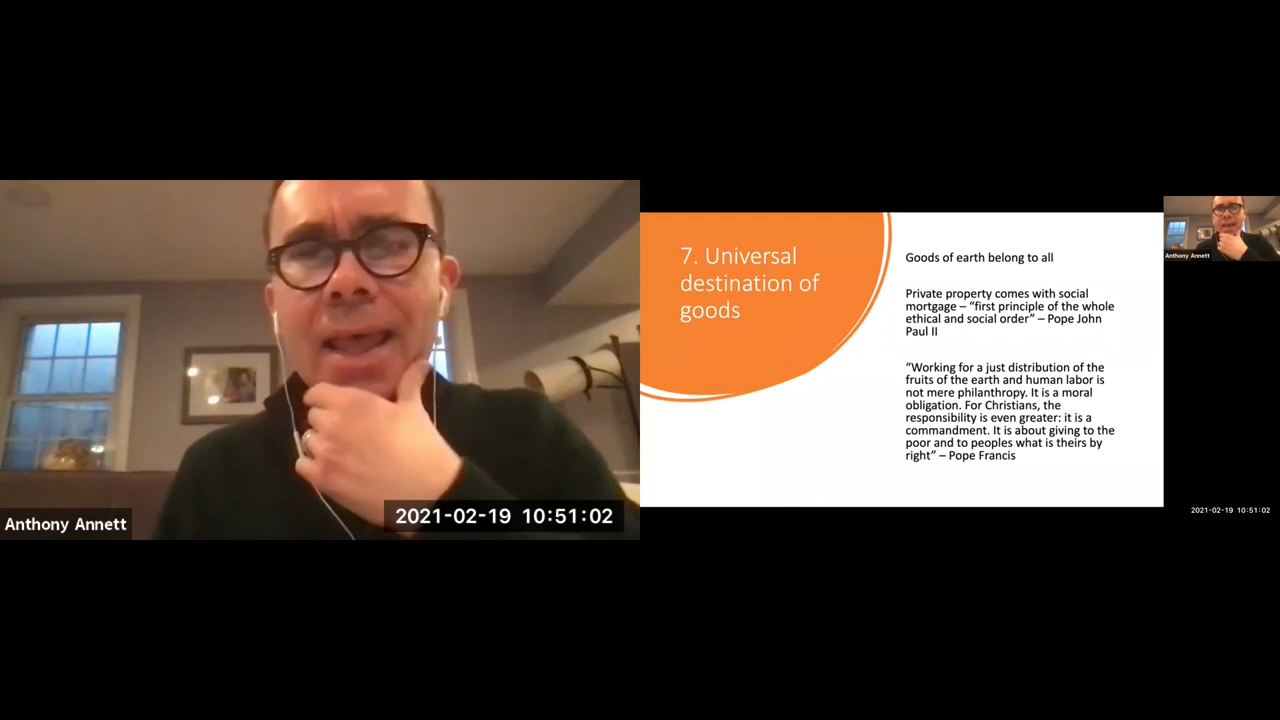 Anthony Annett
2021-02-19 10:51:02
7. Universal
destination of
goods
Goods of earth belong to all
Private property comes with social
mortgage – “first principle of the whole
ethical and social order” – Pope John
Paul II
“Working for a just distribution of the
fruits of the earth and human labor is
not mere philanthropy. It is a moral
obligation. For Christians, the
responsibility is even greater: it is a
commandment. It is about giving to the
poor and to peoples what is theirs by
right” – Pope Francis
Anthony Annett
2021-02-19 10:51:02